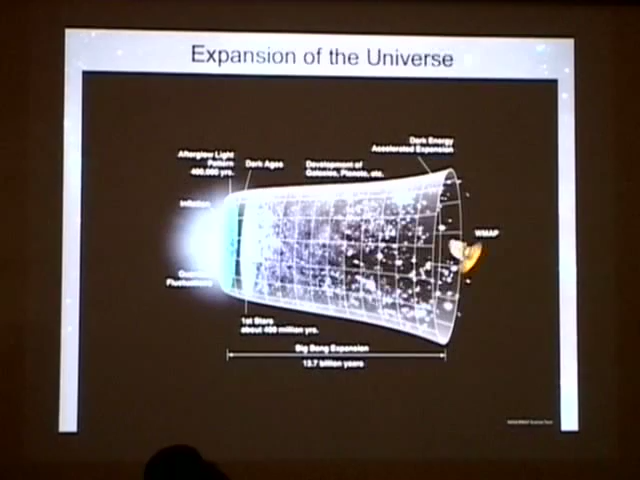 Expansion of the Universe
Dark Energy
Accelerated Expansion
Afterglow Light
Pattern
400,000 yrs.
Dark Ages
Development of
Galaxies, Planets, etc.
Inflation
WMAP
Quantum
Fluctuations
1st Stars
about 400 million yrs.
Big Bang Expansion
13.7 billion years